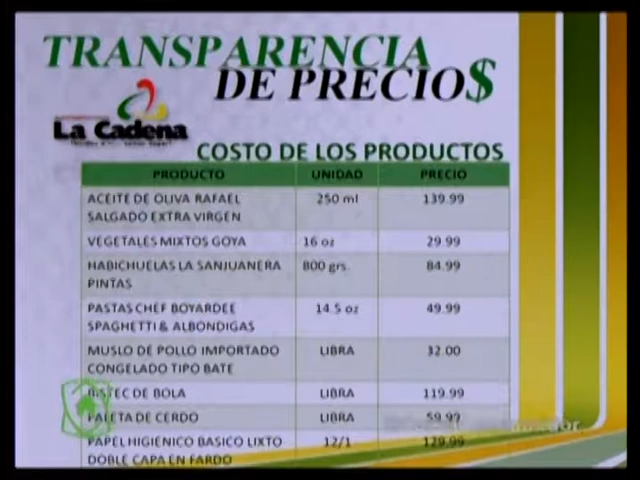 TRANSPARENCIA
DE PRECIO$
La Cadena
COSTO DE LOS PRODUCTOS
PRODUCTO UNIDAD PRECIO
ACEITE DE OLIVA RAFAEL SALGADO EXTRA VIRGEN 250 ml 139.99
VEGETALES MIXTOS GOYA 16 oz 29.99
HABICHUELAS LA SANJUANERA PINTAS 800 grs. 84.99
PASTAS CHEF BOYARDEE SPAGHETTI & ALBONDIGAS 14.5 oz 49.99
MUSLO DE POLLO IMPORTADO CONGELADO TIPO BATE LIBRA 32.00
BISTEC DE BOLA LIBRA 119.99
PALETA DE CERDO LIBRA 59.99
PAPEL HIGIENICO BASICO LIXTO DOBLE CAPA EN FARDO 12/1 129.99